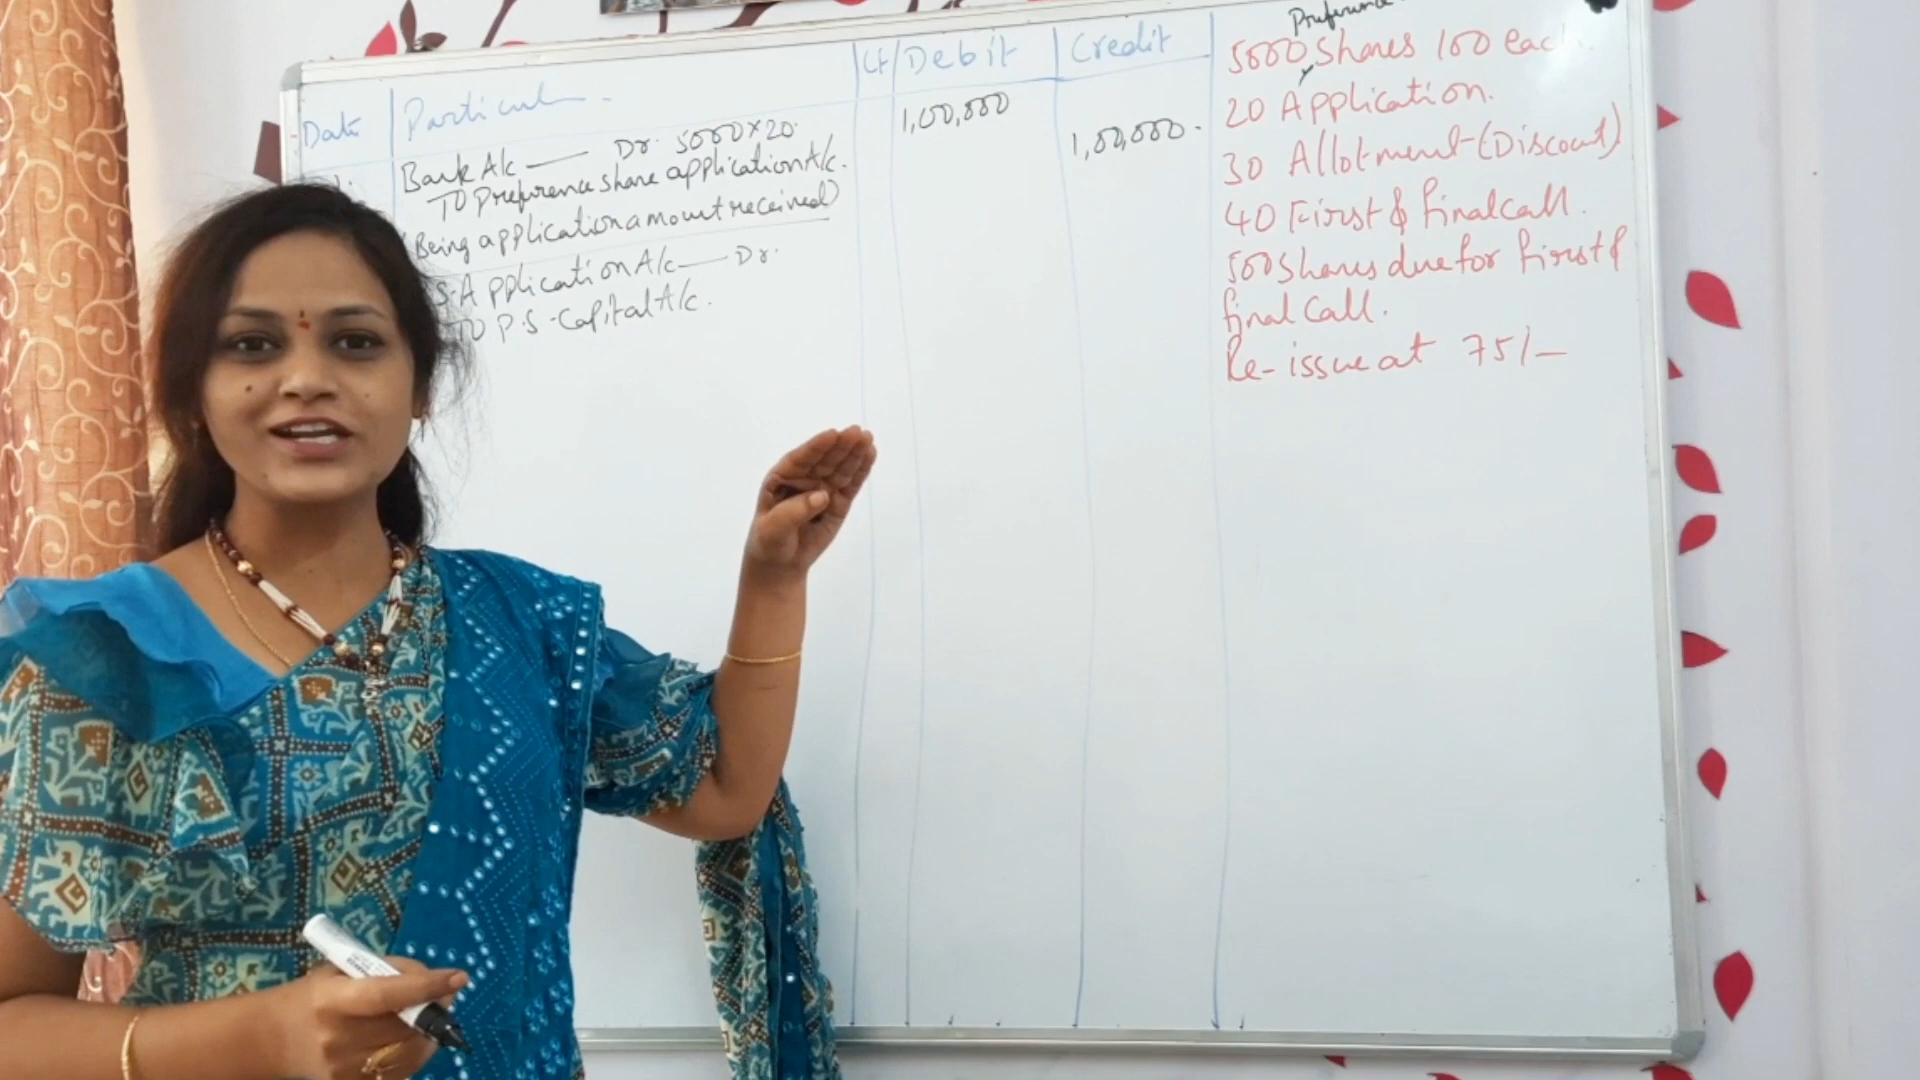 Date Particul Lf Debit Credit
Bank A/c — Dr. 5000×20. 1,00,000
To Preference share application A/c. 1,00,000.
(Being application amount received)
S.Application A/c — Dr.
To P.S.Capital A/c.
Preference
5000 Shares 100 each.
20 Application.
30 Allotment-(Discount)
40 First & final call.
500 Shares due for first &
final call.
Re-issue at 75/-